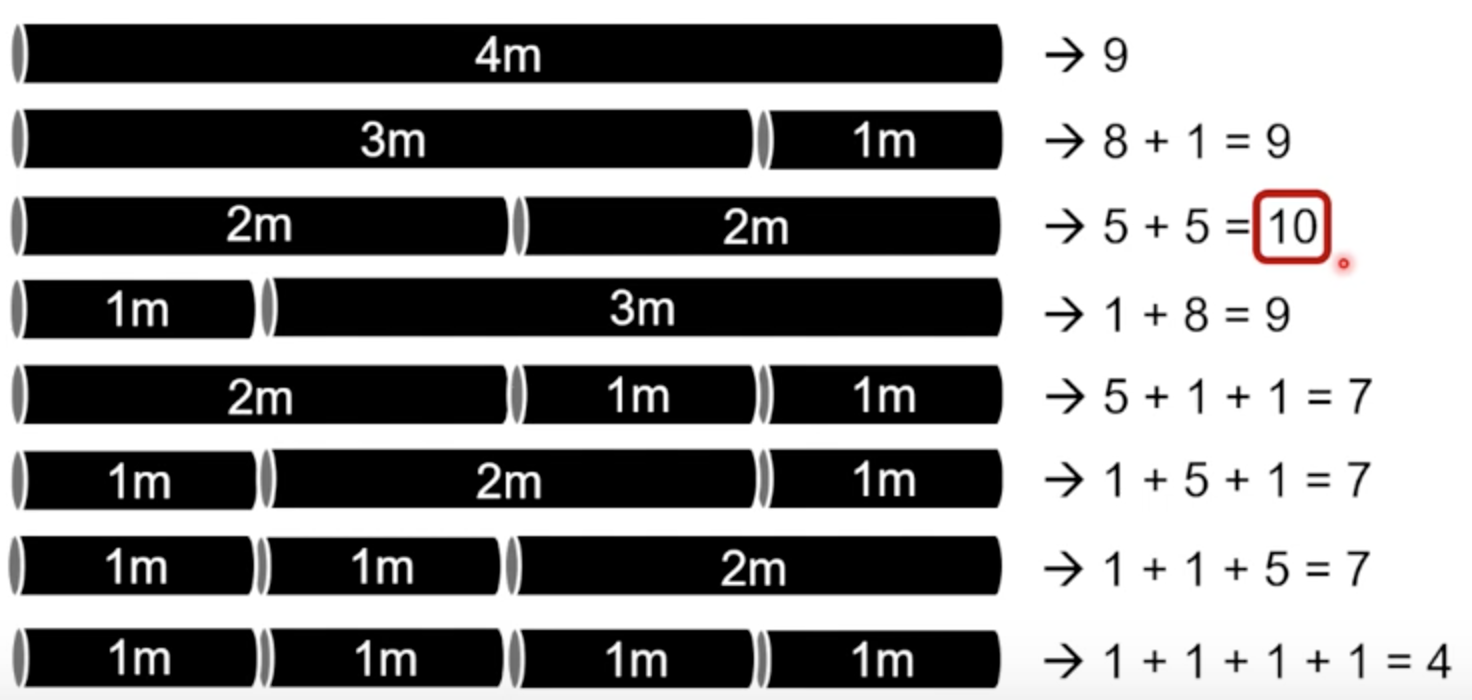 4m → 9
3m 1m → 8 + 1 = 9
2m 2m → 5 + 5 = 10
1m 3m → 1 + 8 = 9
2m 1m 1m → 5 + 1 + 1 = 7
1m 2m 1m → 1 + 5 + 1 = 7
1m 1m 2m → 1 + 1 + 5 = 7
1m 1m 1m 1m → 1 + 1 + 1 + 1 = 4